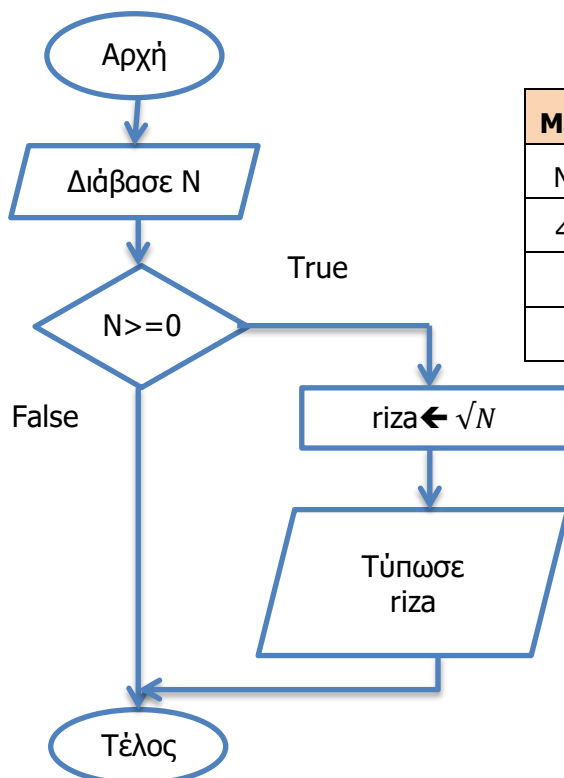 Αρχή
Διάβασε N
N>=0
True
False
riza🡸 √N
Τύπωσε
riza
Τέλος